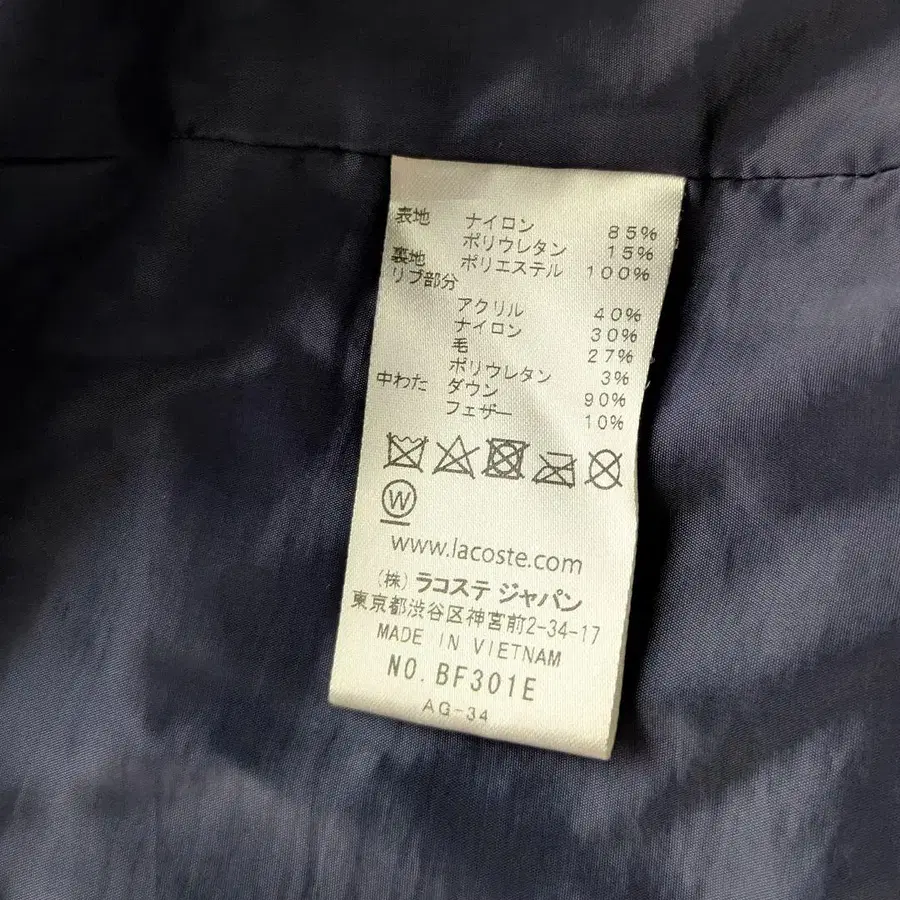 表地 ナイロン 85%
ポリウレタン 15%
裏地 ポリエステル 100%
リブ部分
アクリル 40%
ナイロン 30%
毛 27%
ポリウレタン 3%
中わた ダウン 90%
フェザー 10%
W
www.lacoste.com
(株) ラコステ ジャパン
東京都渋谷区神宮前2-34-17
MADE IN VIETNAM
NO. BF301E
AG-34